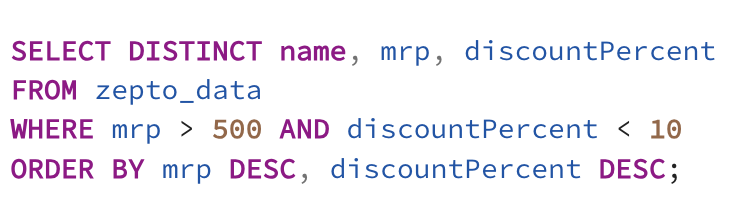 SELECT DISTINCT name, mrp, discountPercent
FROM zepto_data
WHERE mrp > 500 AND discountPercent < 10
ORDER BY mrp DESC, discountPercent DESC;